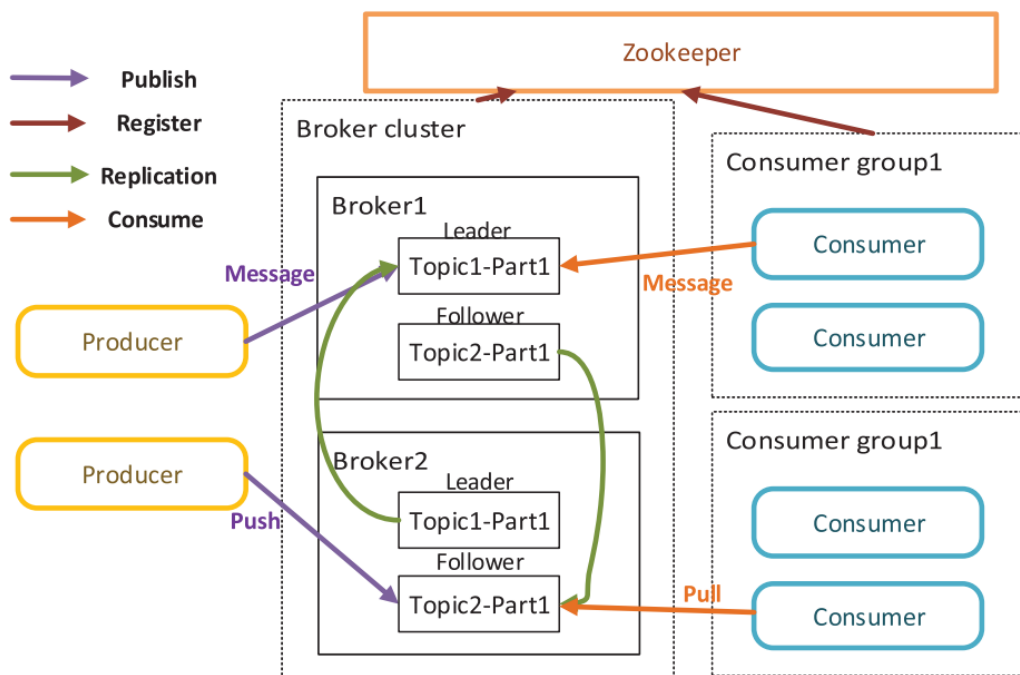 Zookeeper
Publish
Register
Replication
Consume
Broker cluster
Broker1
Leader
Topic1-Part1
Follower
Topic2-Part1
Message
Producer
Producer
Push
Broker2
Leader
Topic1-Part1
Follower
Topic2-Part1
Consumer group1
Consumer
Message
Consumer
Consumer group1
Consumer
Pull
Consumer